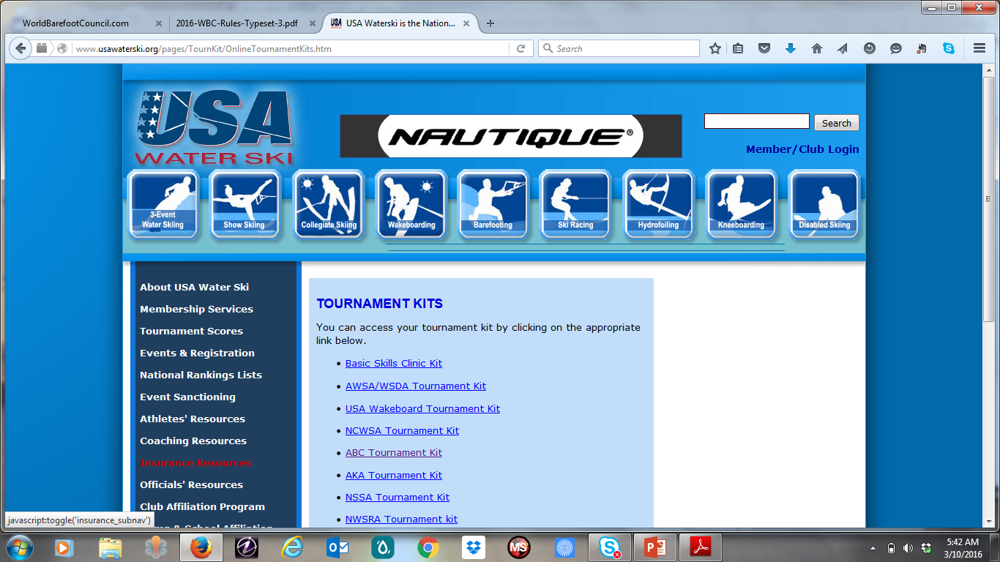 WorldBarefootCouncil.com
2016-WBC-Rules-Typeset-3.pdf
USA Waterski is the Nation...
www.usawaterski.org/pages/TournKit/OnlineTournamentKits.htm
Search
USA
WATER SKI
NAUTIQUE®
Search
Member/Club Login
3-Event
Water Skiing
Show Skiing
Collegiate Skiing
Wakeboarding
Barefooting
Ski Racing
Hydrofoiling
Kneeboarding
Disabled Skiing
About USA Water Ski
Membership Services
Tournament Scores
Events & Registration
National Rankings Lists
Event Sanctioning
Athletes' Resources
Coaching Resources
Insurance Resources
Officials' Resources
Club Affiliation Program
& School Affiliation
TOURNAMENT KITS
You can access your tournament kit by clicking on the appropriate
link below.
• Basic Skills Clinic Kit
• AWSA/WSDA Tournament Kit
• USA Wakeboard Tournament Kit
• NCWSA Tournament Kit
• ABC Tournament Kit
• AKA Tournament Kit
• NSSA Tournament Kit
• NWSRA Tournament kit
javascript:toggle('insurance_subnav')
MS
5:42 AM
3/10/2016